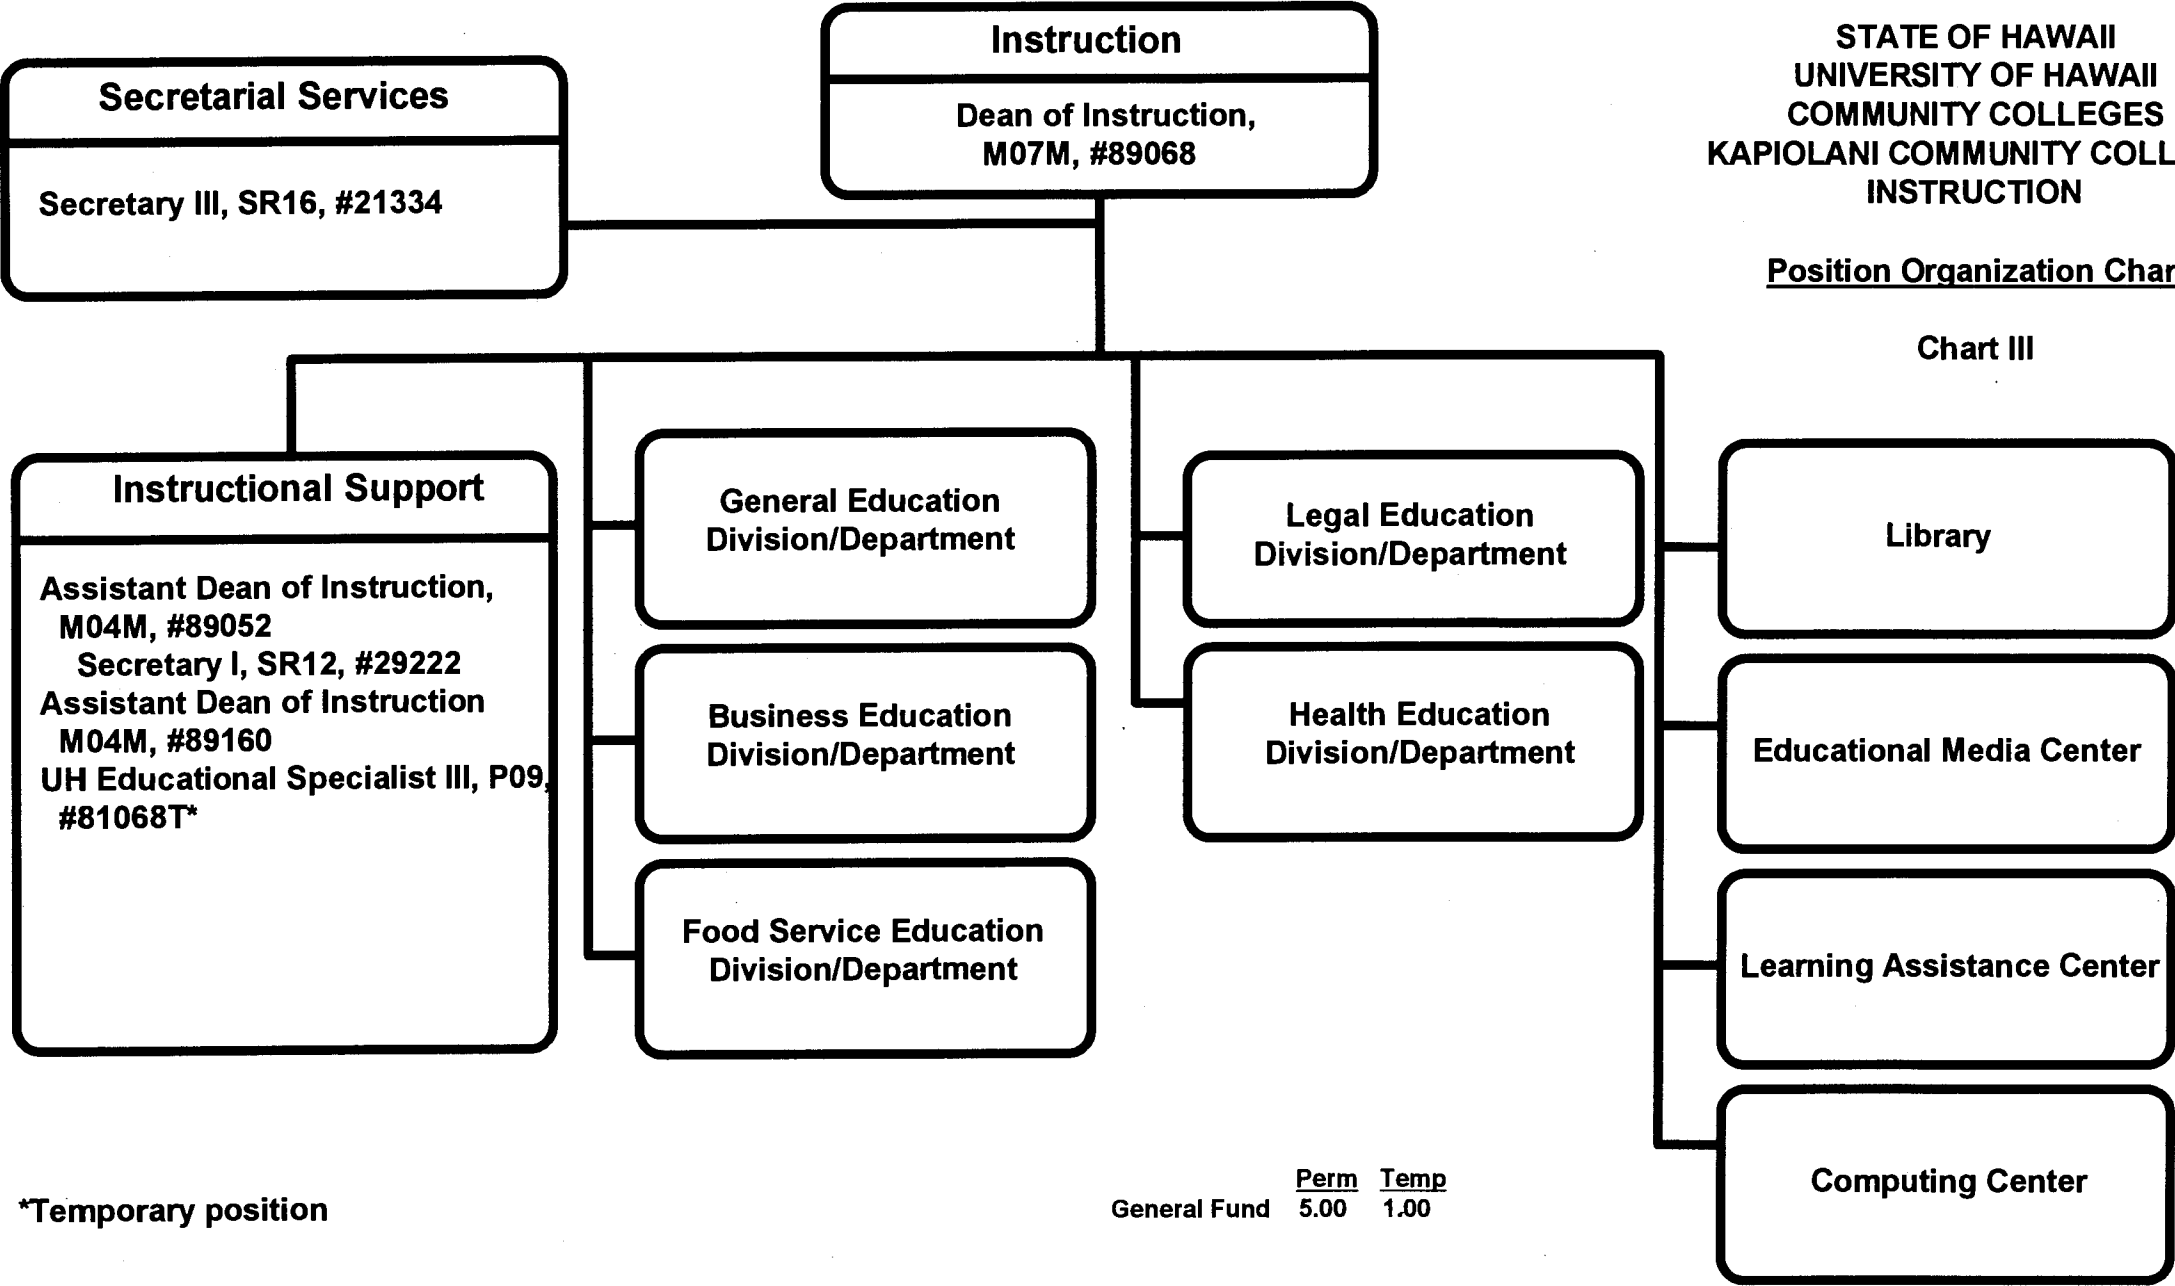 Instruction
Dean of Instruction,
M07M, #89068
Secretarial Services
Secretary III, SR16, #21334
STATE OF HAWAII
UNIVERSITY OF HAWAII
COMMUNITY COLLEGES
KAPIOLANI COMMUNITY COLL
INSTRUCTION
Position Organization Char
Chart III
Instructional Support
Assistant Dean of Instruction,
M04M, #89052
Secretary I, SR12, #29222
Assistant Dean of Instruction
M04M, #89160
UH Educational Specialist III, P09,
#81068T*
General Education
Division/Department
Business Education
Division/Department
Food Service Education
Division/Department
Legal Education
Division/Department
Health Education
Division/Department
Library
Educational Media Center
Learning Assistance Center
Computing Center
*Temporary position
Perm Temp
General Fund 5.00 1.00